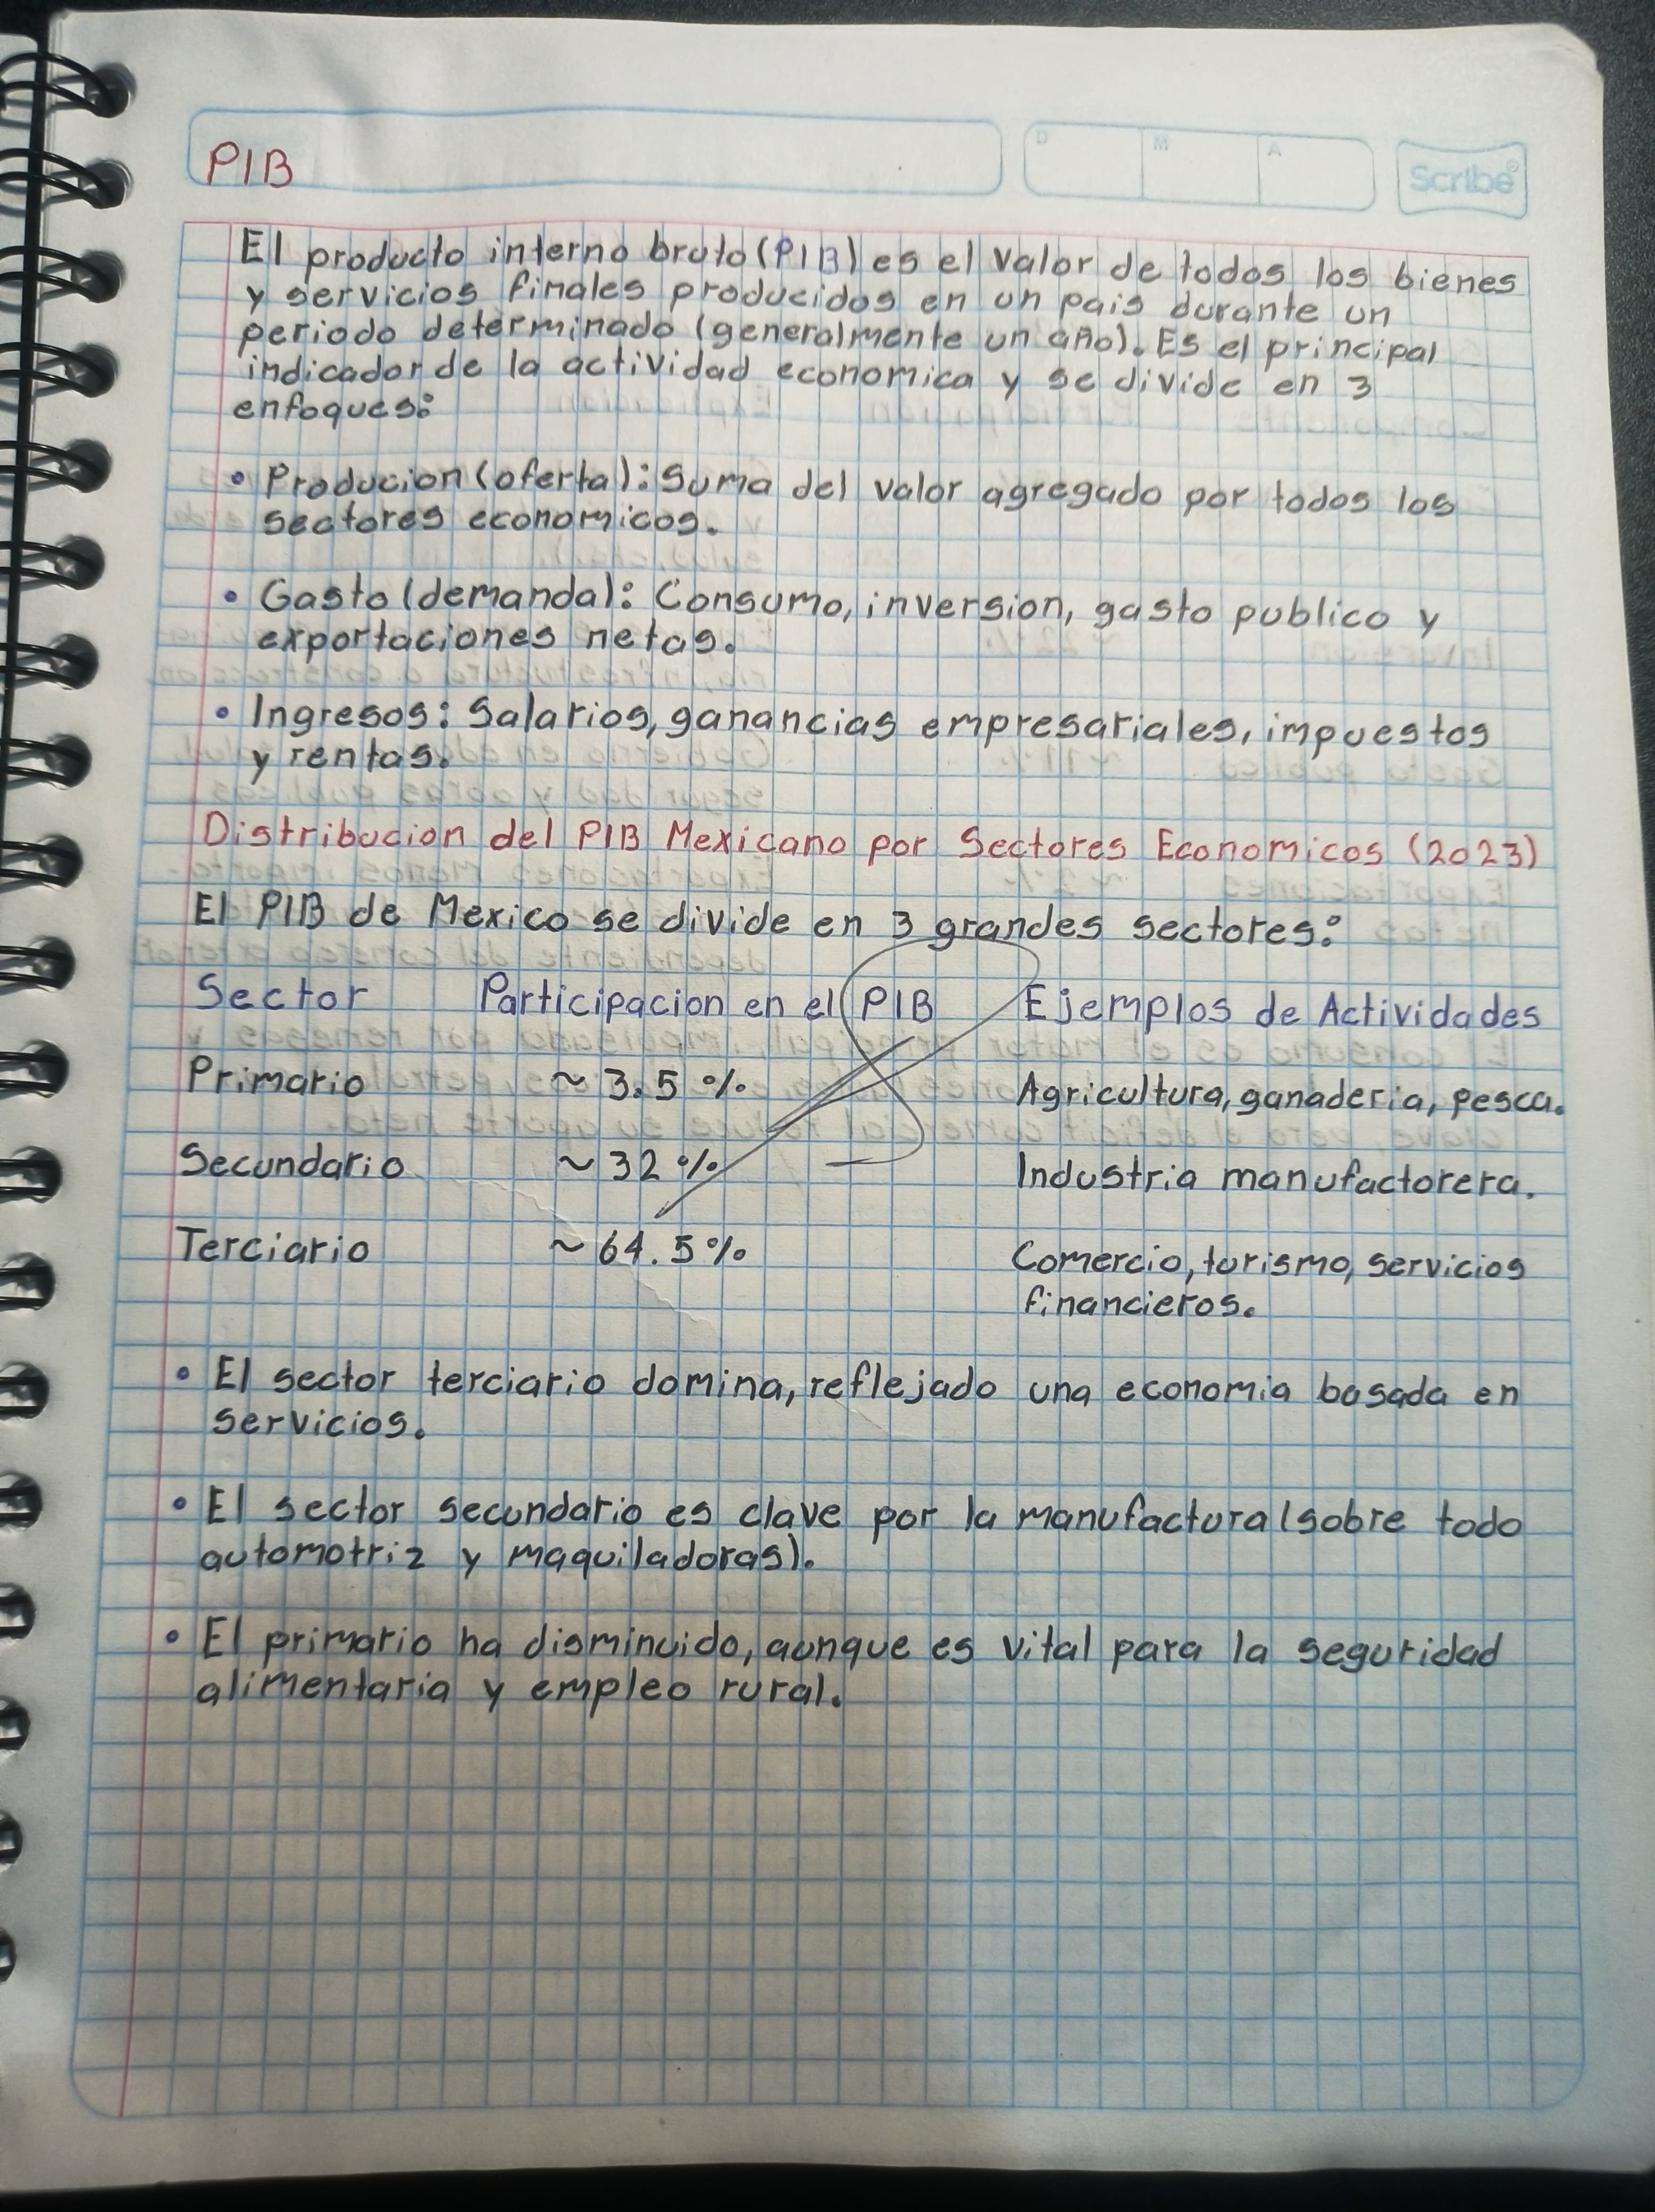 PIB
D M A
Scribe®
El producto interno bruto (PIB) es el valor de todos los bienes
y servicios finales producidos en un pais durante un
periodo determinado (generalmente un año). Es el principal
indicador de la actividad economica y se divide en 3
enfoques:
• Producion (oferta): Suma del valor agregado por todos los
sectores economicos.
• Gasto (demanda): Consumo, inversion, gasto publico y
exportaciones netas.
• Ingresos: Salarios, ganancias empresariales, impuestos
y rentas.
Distribucion del PIB Mexicano por Sectores Economicos (2023)
El PIB de Mexico se divide en 3 grandes sectores:
Sector Participacion en el PIB Ejemplos de Actividades
Primario ~ 3.5 % Agricultura, ganaderia, pesca.
Secundario ~ 32 % Industria manufactorera.
Terciario ~ 64.5 % Comercio, turismo, servicios
financieros.
• El sector terciario domina, reflejado una economia basada en
servicios.
• El sector secundario es clave por la manufactura (sobre todo
automotriz y maquiladoras).
• El primario ha disminuido, aunque es vital para la seguridad
alimentaria y empleo rural.